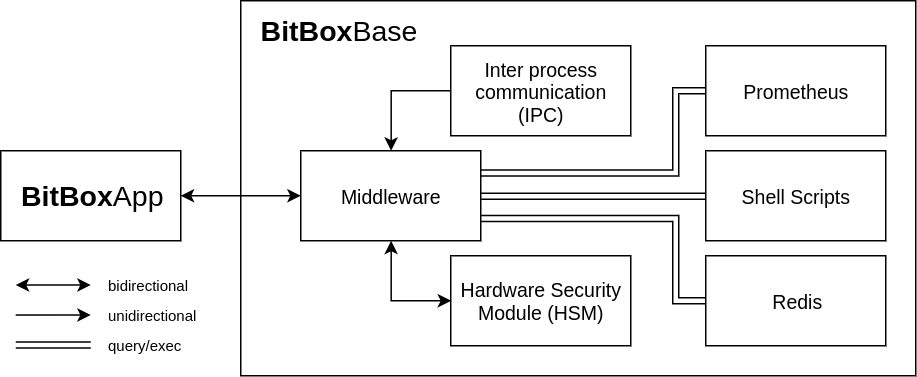 BitBoxBase
Inter process
communication
(IPC)
Prometheus
BitBoxApp
Middleware
Shell Scripts
Hardware Security
Module (HSM)
Redis
bidirectional
unidirectional
query/exec